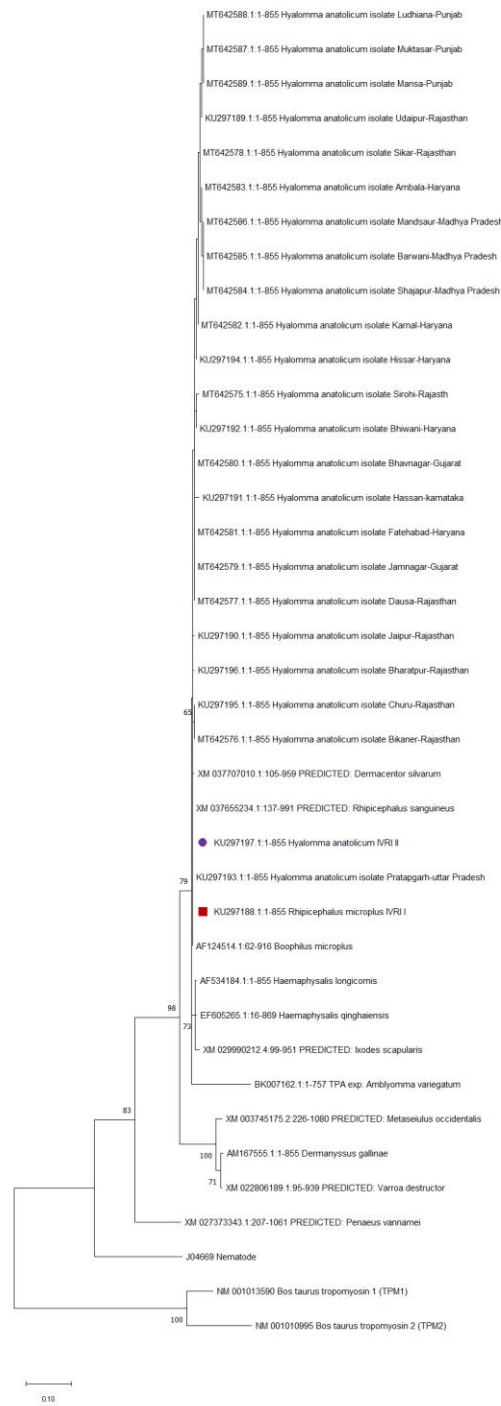 MT642588.1:1-855 Hyalomma anatolicum isolate Ludhiana-Punjab
MT642587.1:1-855 Hyalomma anatolicum isolate Muktasar-Punjab
MT642589.1:1-855 Hyalomma anatolicum isolate Mansa-Punjab
KU297189.1:1-855 Hyalomma anatolicum isolate Udaipur-Rajasthan
MT642578.1:1-855 Hyalomma anatolicum isolate Sikar-Rajasthan
MT642583.1:1-855 Hyalomma anatolicum isolate Ambala-Haryana
MT642586.1:1-855 Hyalomma anatolicum isolate Mandsaur-Madhya Pradesh
MT642585.1:1-855 Hyalomma anatolicum isolate Barwani-Madhya Pradesh
MT642584.1:1-855 Hyalomma anatolicum isolate Shajapur-Madhya Pradesh
MT642582.1:1-855 Hyalomma anatolicum isolate Karnal-Haryana
KU297194.1:1-855 Hyalomma anatolicum isolate Hissar-Haryana
MT642575.1:1-855 Hyalomma anatolicum isolate Sirohi-Rajasth
KU297192.1:1-855 Hyalomma anatolicum isolate Bhiwani-Haryana
MT642580.1:1-855 Hyalomma anatolicum isolate Bhavnagar-Gujarat
KU297191.1:1-855 Hyalomma anatolicum isolate Hassan-karnataka
MT642581.1:1-855 Hyalomma anatolicum isolate Fatehabad-Haryana
MT642579.1:1-855 Hyalomma anatolicum isolate Jamnagar-Gujarat
MT642577.1:1-855 Hyalomma anatolicum isolate Dausa-Rajasthan
KU297190.1:1-855 Hyalomma anatolicum isolate Jaipur-Rajasthan
KU297196.1:1-855 Hyalomma anatolicum isolate Bharatpur-Rajasthan
KU297195.1:1-855 Hyalomma anatolicum isolate Churu-Rajasthan
65
MT642576.1:1-855 Hyalomma anatolicum isolate Bikaner-Rajasthan
XM 037707010.1:105-959 PREDICTED: Dermacentor silvarum
XM 037655234.1:137-991 PREDICTED: Rhipicephalus sanguineus
KU297197.1:1-855 Hyalomma anatolicum IVRI II
KU297193.1:1-855 Hyalomma anatolicum isolate Pratapgarh-uttar Pradesh
79
KU297188.1:1-855 Rhipicephalus microplus IVRI I
AF124514.1:62-916 Boophilus microplus
AF534184.1:1-855 Haemaphysalis longicornis
98
EF605265.1:16-869 Haemaphysalis qinghaiensis
73
XM 029990212.4:99-951 PREDICTED: Ixodes scapularis
BK007162.1:1-757 TPA exp: Amblyomma variegatum
83
XM 003745175.2:226-1080 PREDICTED: Metaseiulus occidentalis
AM167555.1:1-855 Dermanyssus gallinae
100
71
XM 022806189.1:95-939 PREDICTED: Varroa destructor
XM 027373343.1:207-1061 PREDICTED: Penaeus vannamei
J04669 Nematode
NM 001013590 Bos taurus tropomyosin 1 (TPM1)
100
NM 001010995 Bos taurus tropomyosin 2 (TPM2)
0.10